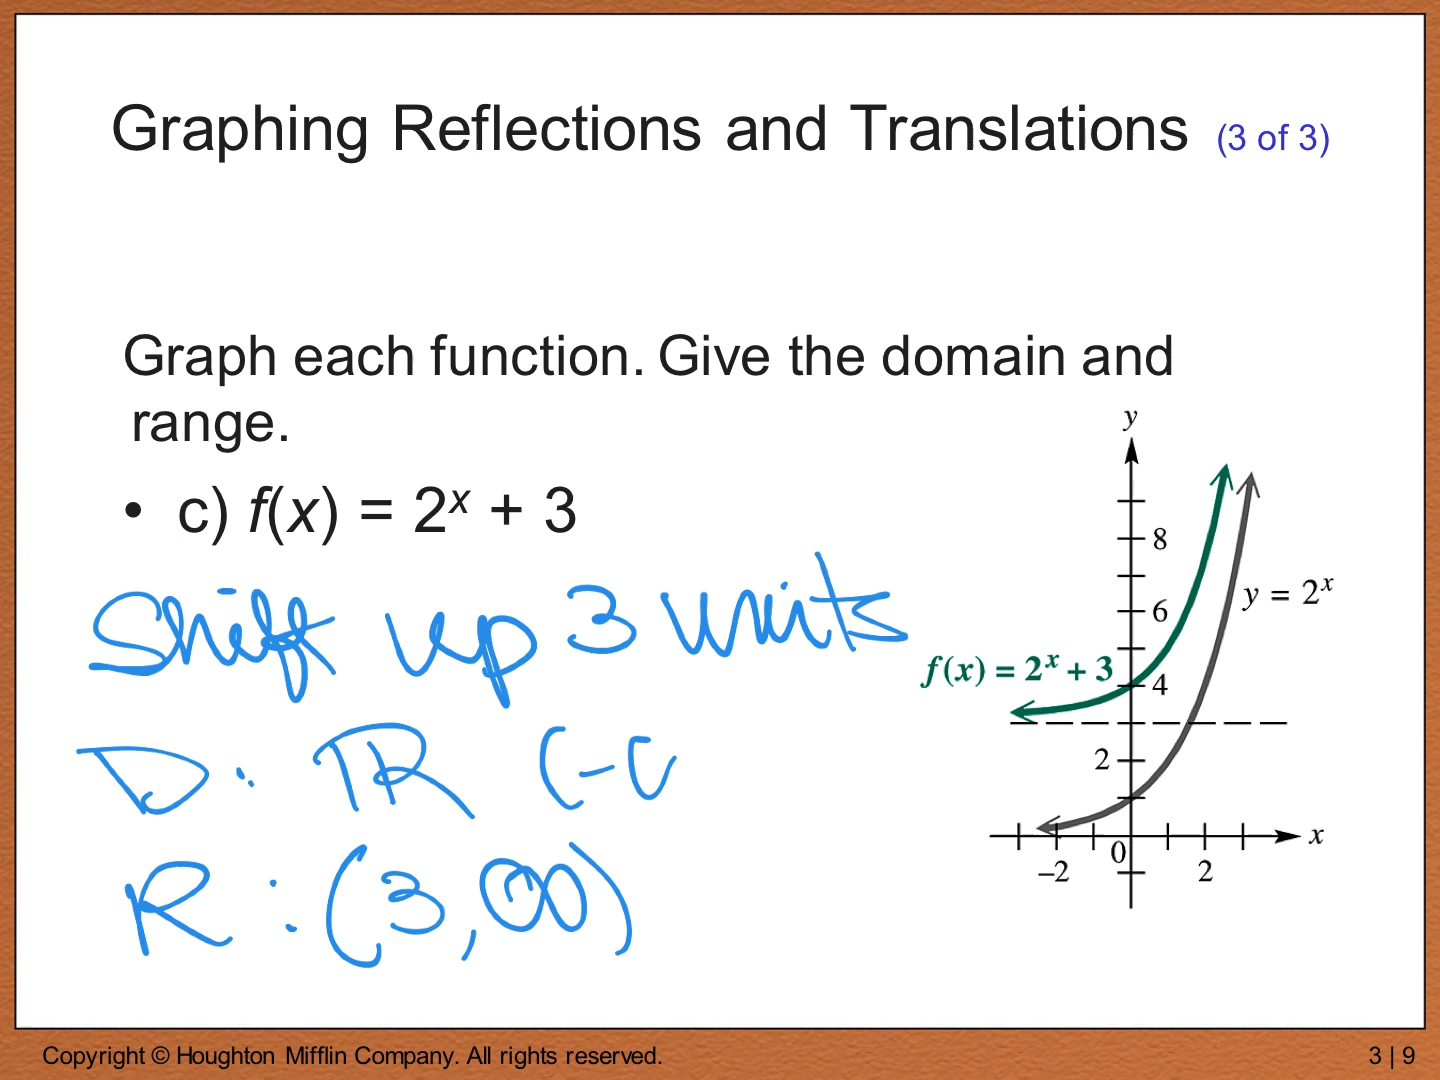 Graphing Reflections and Translations (3 of 3)
Graph each function. Give the domain and
range.
• c) f(x) = 2ˣ + 3
Shift up 3 units
D: ℝ (-
R : (3, ∞)
y
8
6
y = 2ˣ
f(x) = 2ˣ + 3
4
2
x
0
–2
2
Copyright © Houghton Mifflin Company. All rights reserved.
3 | 9